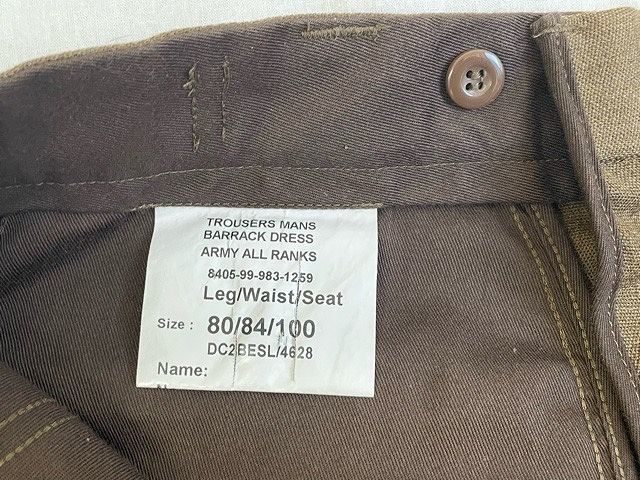 TROUSERS MANS
BARRACK DRESS
ARMY ALL RANKS
8405-99-983-1259
Leg/Waist/Seat
Size : 80/84/100
DC2BESL/4628
Name: